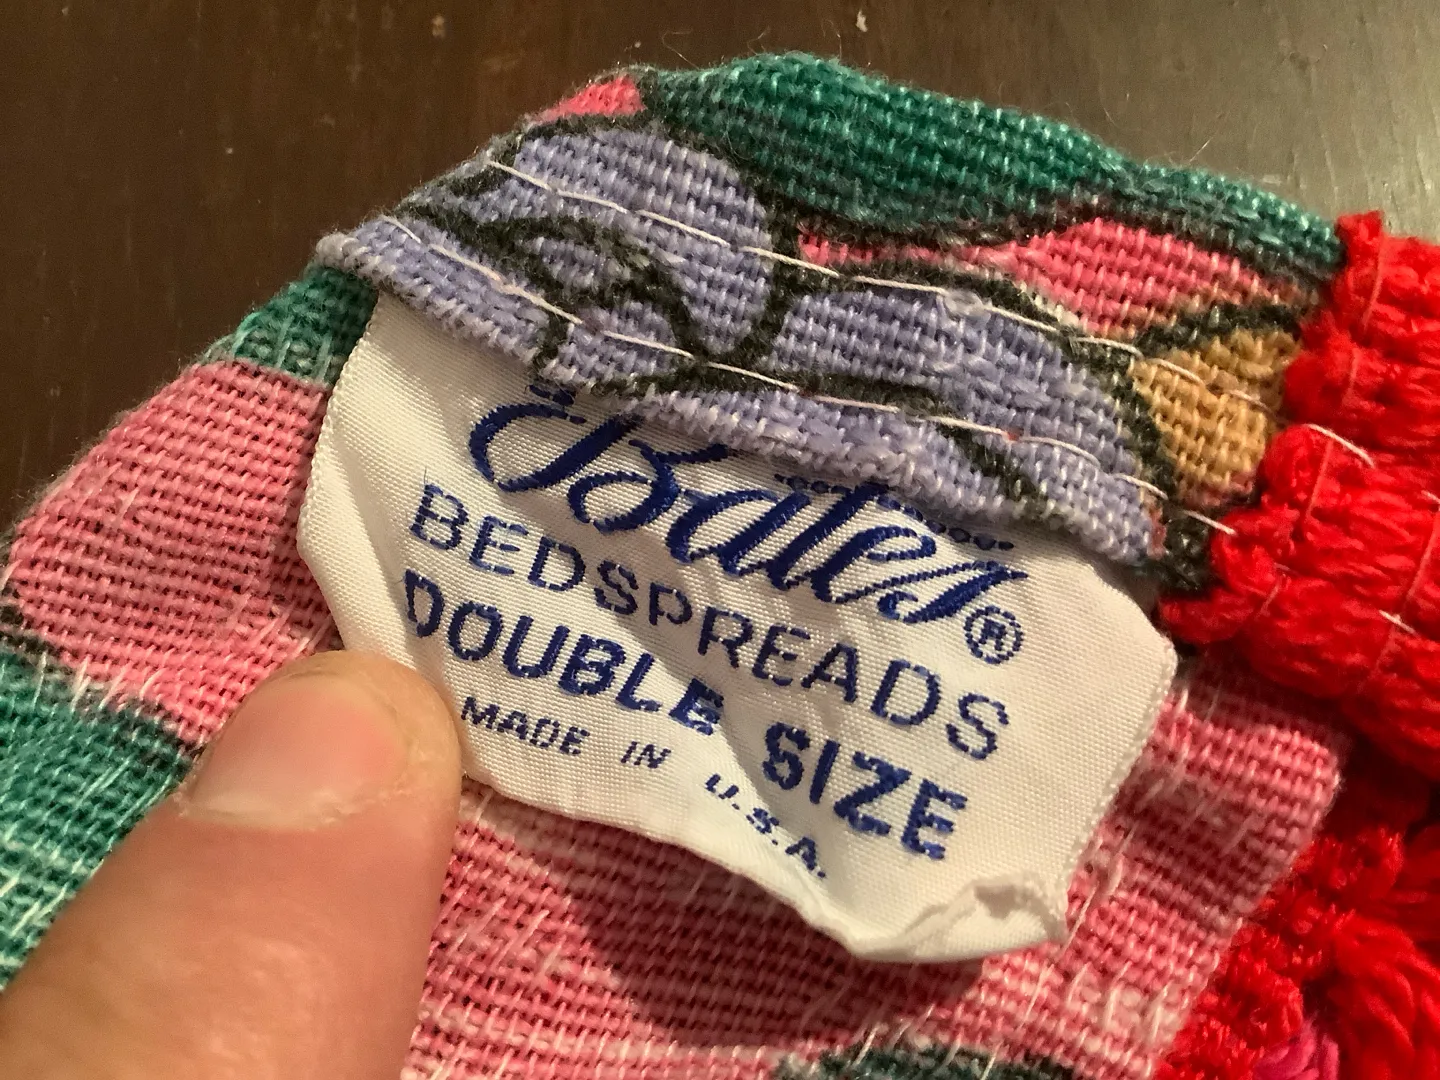 Bates®
BEDSPREADS
DOUBLE SIZE
MADE IN U.S.A.